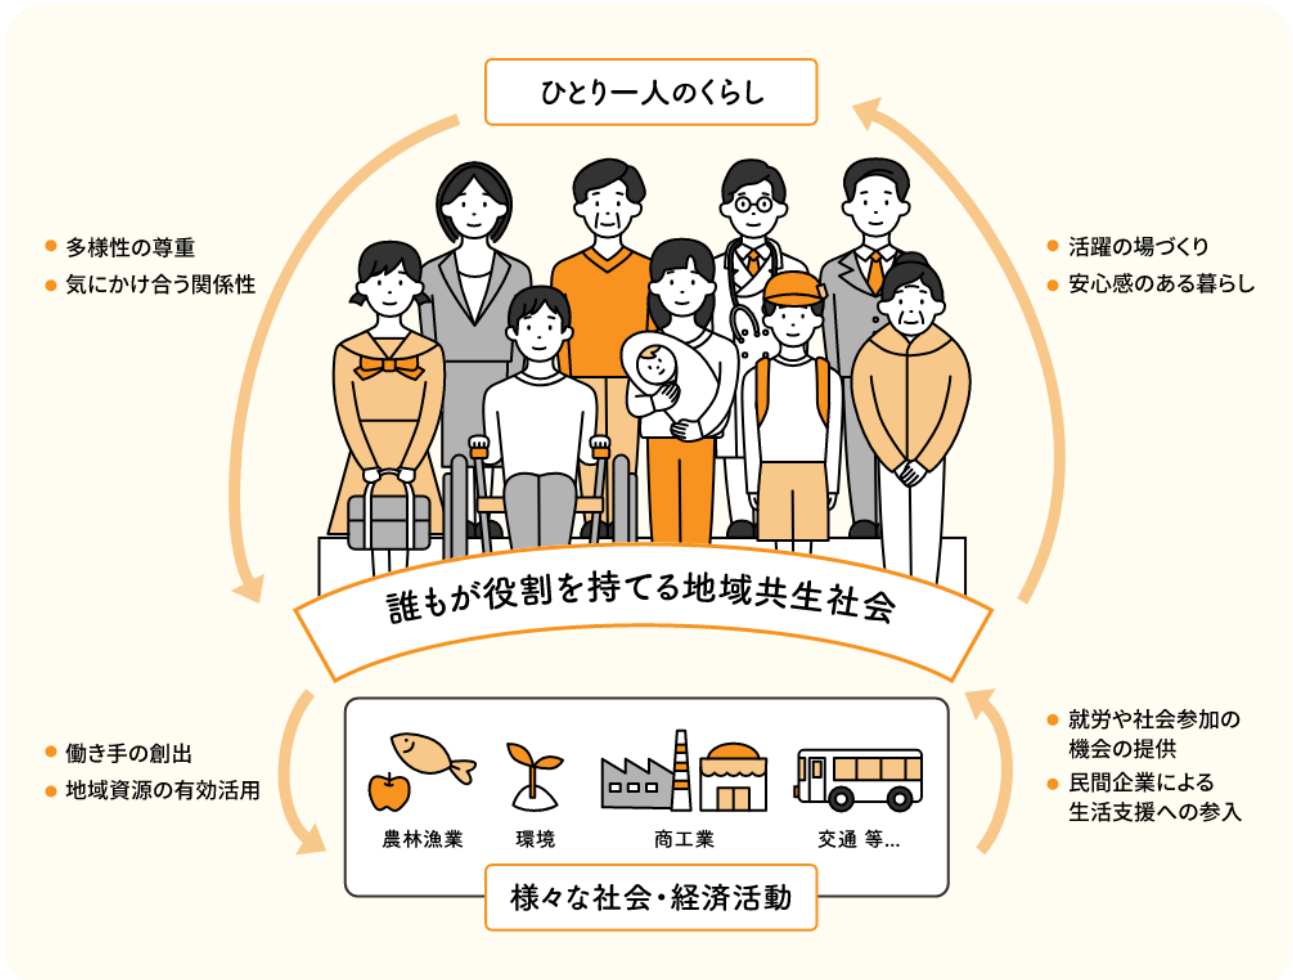 ひとり一人のくらし
● 多様性の尊重
● 気にかけ合う関係性
● 活躍の場づくり
● 安心感のある暮らし
誰もが役割を持てる地域共生社会
● 働き手の創出
● 地域資源の有効活用
● 就労や社会参加の
機会の提供
● 民間企業による
生活支援への参入
農林漁業 環境 商工業 交通 等...
様々な社会・経済活動